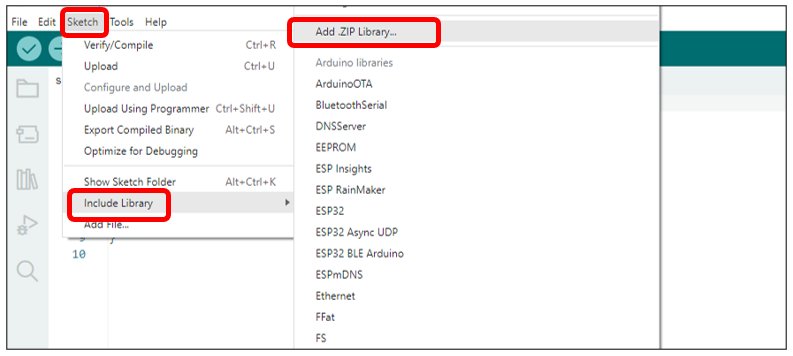 File Edit Sketch Tools Help
Verify/Compile Ctrl+R
Upload Ctrl+U
Configure and Upload
Upload Using Programmer Ctrl+Shift+U
Export Compiled Binary Alt+Ctrl+S
Optimize for Debugging
Show Sketch Folder Alt+Ctrl+K
Include Library
Add File...
s
9 }
10
Add .ZIP Library...
Arduino libraries
ArduinoOTA
BluetoothSerial
DNSServer
EEPROM
ESP Insights
ESP RainMaker
ESP32
ESP32 Async UDP
ESP32 BLE Arduino
ESPmDNS
Ethernet
FFat
FS